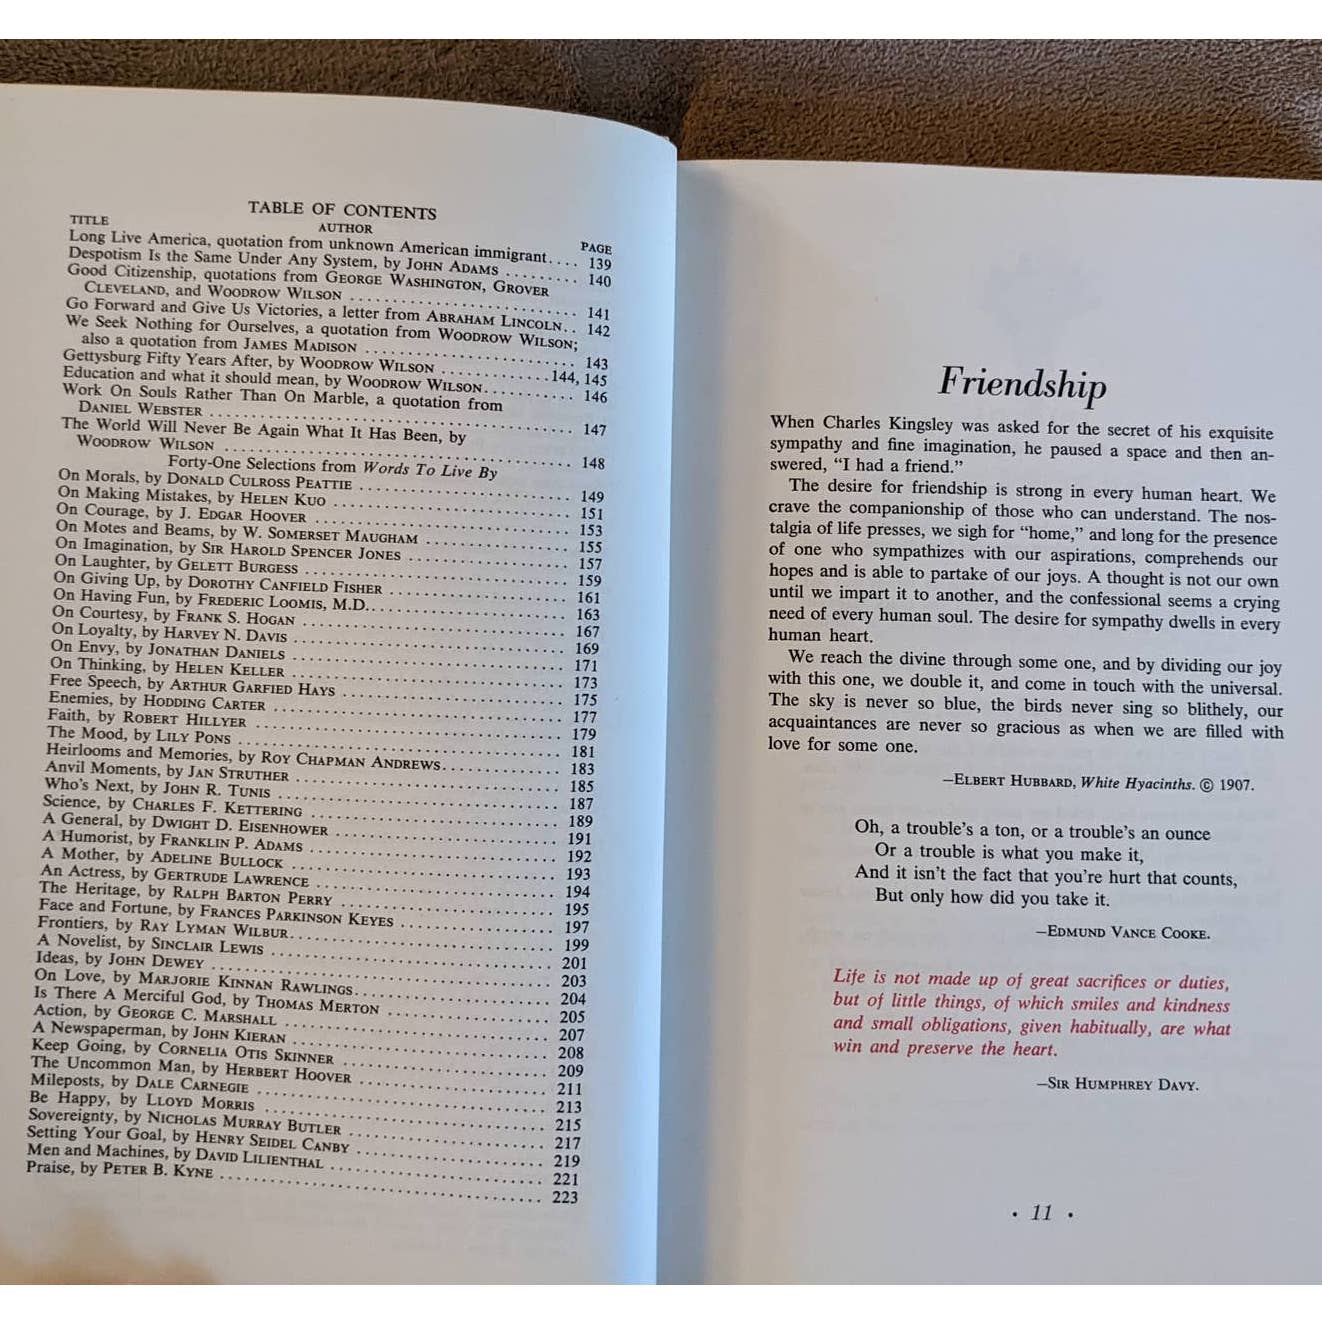 TABLE OF CONTENTS
TITLE AUTHOR PAGE
Long Live America, quotation from unknown American immigrant.... 139
Despotism Is the Same Under Any System, by JOHN ADAMS ......... 140
Good Citizenship, quotations from GEORGE WASHINGTON, GROVER
CLEVELAND, and WOODROW WILSON ........................... 141
Go Forward and Give Us Victories, a letter from ABRAHAM LINCOLN.. 142
We Seek Nothing for Ourselves, a quotation from WOODROW WILSON;
also a quotation from JAMES MADISON ......................... 143
Gettysburg Fifty Years After, by WOODROW WILSON .............144, 145
Education and what it should mean, by WOODROW WILSON........... 146
Work On Souls Rather Than On Marble, a quotation from
DANIEL WEBSTER ........................................... 147
The World Will Never Be Again What It Has Been, by
WOODROW WILSON .......................................... 148
Forty-One Selections from Words To Live By
On Morals, by DONALD CULROSS PEATTIE ......................... 149
On Making Mistakes, by HELEN KUO ............................. 151
On Courage, by J. EDGAR HOOVER .............................. 153
On Motes and Beams, by W. SOMERSET MAUGHAM ................. 155
On Imagination, by SIR HAROLD SPENCER JONES ................... 157
On Laughter, by GELETT BURGESS ............................... 159
On Giving Up, by DOROTHY CANFIELD FISHER ..................... 161
On Having Fun, by FREDERIC LOOMIS, M.D........................ 163
On Courtesy, by FRANK S. HOGAN .............................. 167
On Loyalty, by HARVEY N. DAVIS ............................... 169
On Envy, by JONATHAN DANIELS ................................ 171
On Thinking, by HELEN KELLER ................................. 173
Free Speech, by ARTHUR GARFIED HAYS .......................... 175
Enemies, by HODDING CARTER ................................... 177
Faith, by ROBERT HILLYER ..................................... 179
The Mood, by LILY PONS ....................................... 181
Heirlooms and Memories, by ROY CHAPMAN ANDREWS.............. 183
Anvil Moments, by JAN STRUTHER ............................... 185
Who's Next, by JOHN R. TUNIS .................................. 187
Science, by CHARLES F. KETTERING ............................... 189
A General, by DWIGHT D. EISENHOWER ........................... 191
A Humorist, by FRANKLIN P. ADAMS .............................. 192
A Mother, by ADELINE BULLOCK ................................. 193
An Actress, by GERTRUDE LAWRENCE .............................. 194
The Heritage, by RALPH BARTON PERRY ........................... 195
Face and Fortune, by FRANCES PARKINSON KEYES ................... 197
Frontiers, by RAY LYMAN WILBUR................................. 199
A Novelist, by SINCLAIR LEWIS ................................... 201
Ideas, by JOHN DEWEY .......................................... 203
On Love, by MARJORIE KINNAN RAWLINGS......................... 204
Is There A Merciful God, by THOMAS MERTON ..................... 205
Action, by GEORGE C. MARSHALL ................................. 207
A Newspaperman, by JOHN KIERAN ................................ 208
Keep Going, by CORNELIA OTIS SKINNER ........................... 209
The Uncommon Man, by HERBERT HOOVER ......................... 211
Mileposts, by DALE CARNEGIE .................................... 213
Be Happy, by LLOYD MORRIS ..................................... 215
Sovereignty, by NICHOLAS MURRAY BUTLER ......................... 217
Setting Your Goal, by HENRY SEIDEL CANBY ........................ 219
Men and Machines, by DAVID LILIENTHAL .......................... 221
Praise, by PETER B. KYNE ........................................ 223
Friendship
When Charles Kingsley was asked for the secret of his exquisite
sympathy and fine imagination, he paused a space and then an-
swered, “I had a friend.”
The desire for friendship is strong in every human heart. We
crave the companionship of those who can understand. The nos-
talgia of life presses, we sigh for “home,” and long for the presence
of one who sympathizes with our aspirations, comprehends our
hopes and is able to partake of our joys. A thought is not our own
until we impart it to another, and the confessional seems a crying
need of every human soul. The desire for sympathy dwells in every
human heart.
We reach the divine through some one, and by dividing our joy
with this one, we double it, and come in touch with the universal.
The sky is never so blue, the birds never sing so blithely, our
acquaintances are never so gracious as when we are filled with
love for some one.
—ELBERT HUBBARD, White Hyacinths. © 1907.
Oh, a trouble's a ton, or a trouble's an ounce
Or a trouble is what you make it,
And it isn't the fact that you're hurt that counts,
But only how did you take it.
—EDMUND VANCE COOKE.
Life is not made up of great sacrifices or duties,
but of little things, of which smiles and kindness
and small obligations, given habitually, are what
win and preserve the heart.
—SIR HUMPHREY DAVY.
• 11 •